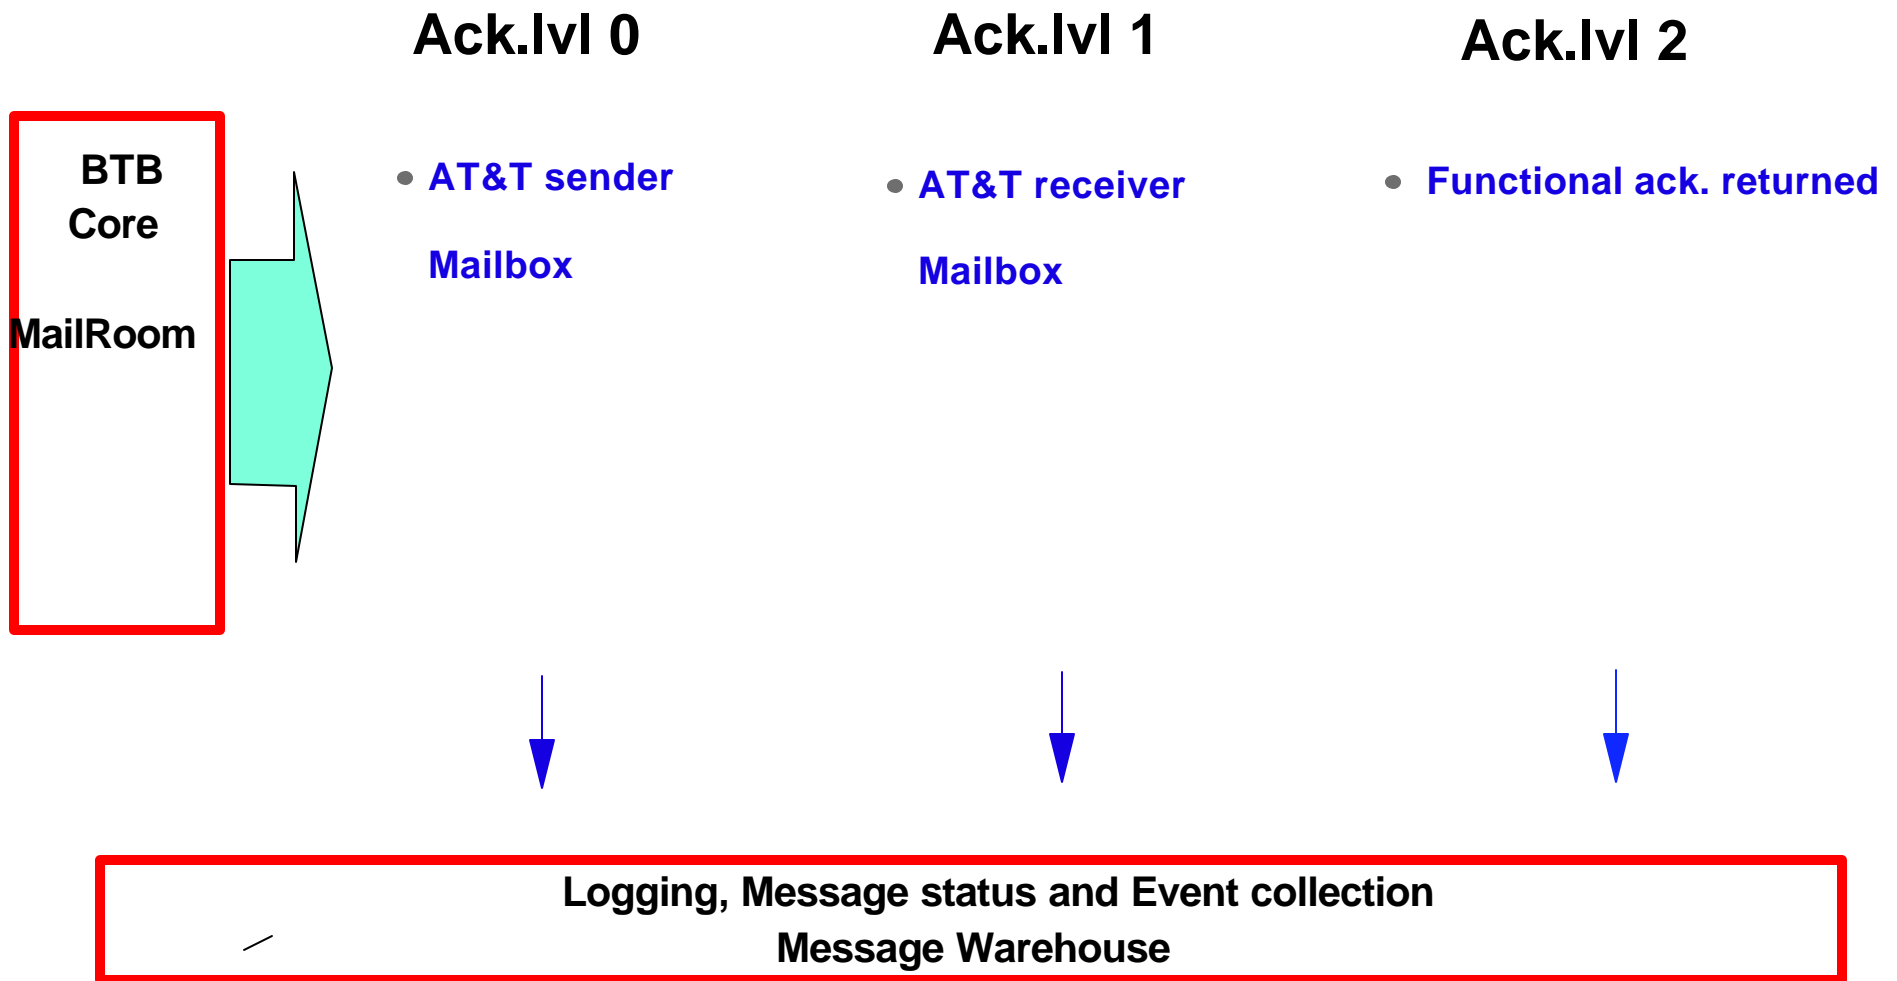 Ack.lvl 0
Ack.lvl 1
Ack.lvl 2
BTB
Core
MailRoom
• AT&T sender
Mailbox
• AT&T receiver
Mailbox
• Functional ack. returned
Logging, Message status and Event collection
Message Warehouse